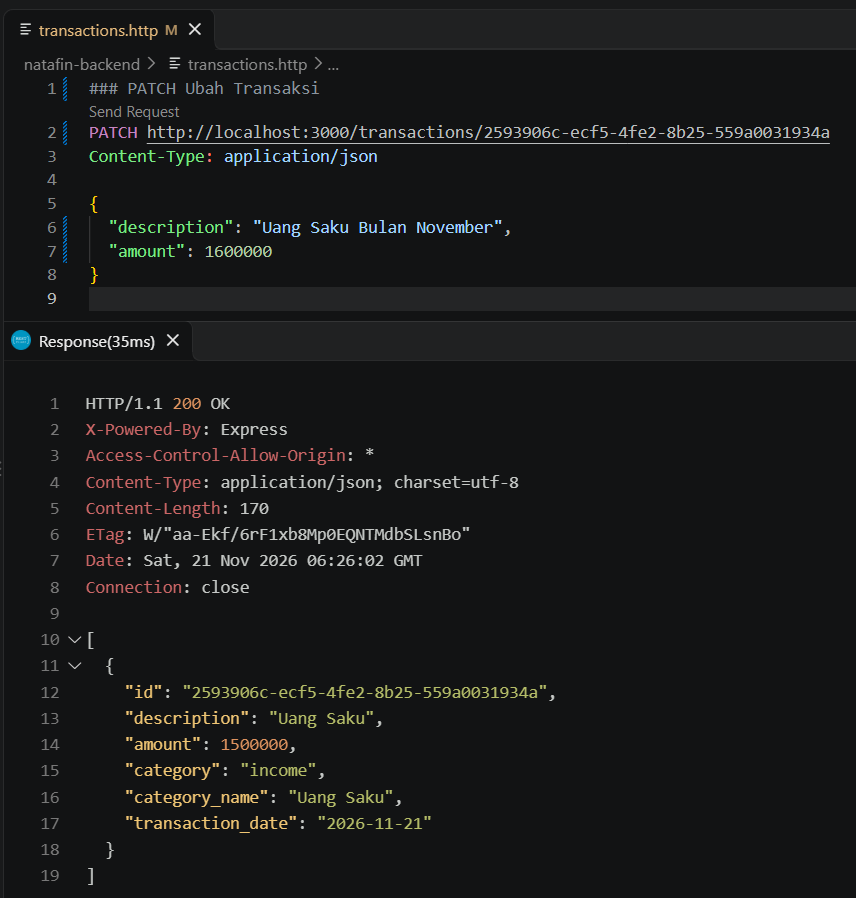 transactions.http M
natafin-backend > transactions.http > ...
1 ### PATCH Ubah Transaksi
Send Request
2 PATCH http://localhost:3000/transactions/2593906c-ecf5-4fe2-8b25-559a0031934a
3 Content-Type: application/json
4
5 {
6 "description": "Uang Saku Bulan November",
7 "amount": 1600000
8 }
9
Response(35ms)
1 HTTP/1.1 200 OK
2 X-Powered-By: Express
3 Access-Control-Allow-Origin: *
4 Content-Type: application/json; charset=utf-8
5 Content-Length: 170
6 ETag: W/"aa-Ekf/6rF1xb8Mp0EQNTMdbSLsnBo"
7 Date: Sat, 21 Nov 2026 06:26:02 GMT
8 Connection: close
9
10 [
11 {
12 "id": "2593906c-ecf5-4fe2-8b25-559a0031934a",
13 "description": "Uang Saku",
14 "amount": 1500000,
15 "category": "income",
16 "category_name": "Uang Saku",
17 "transaction_date": "2026-11-21"
18 }
19 ]